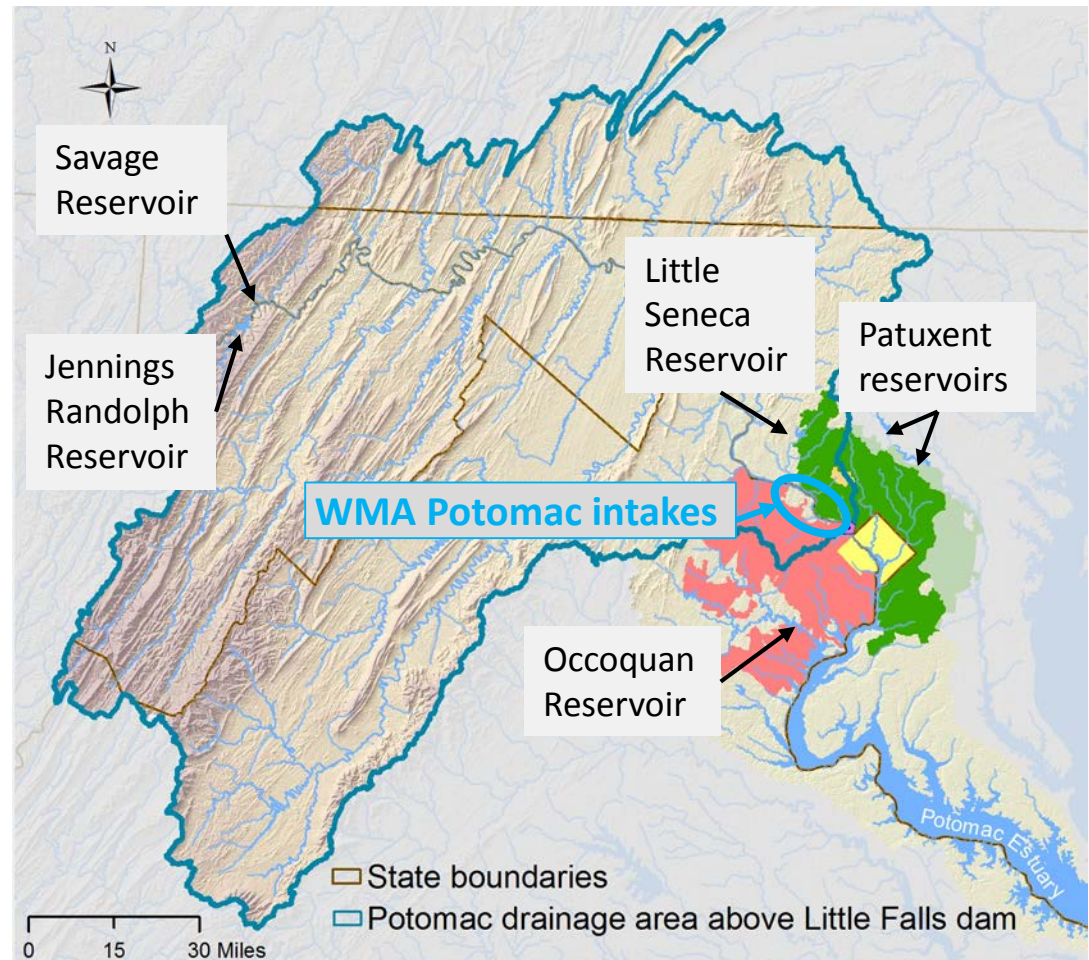 N
Savage
Reservoir
Jennings
Randolph
Reservoir
Little
Seneca
Reservoir
Patuxent
reservoirs
WMA Potomac intakes
Occoquan
Reservoir
Potomac Estuary
State boundaries
Potomac drainage area above Little Falls dam
0 15 30 Miles